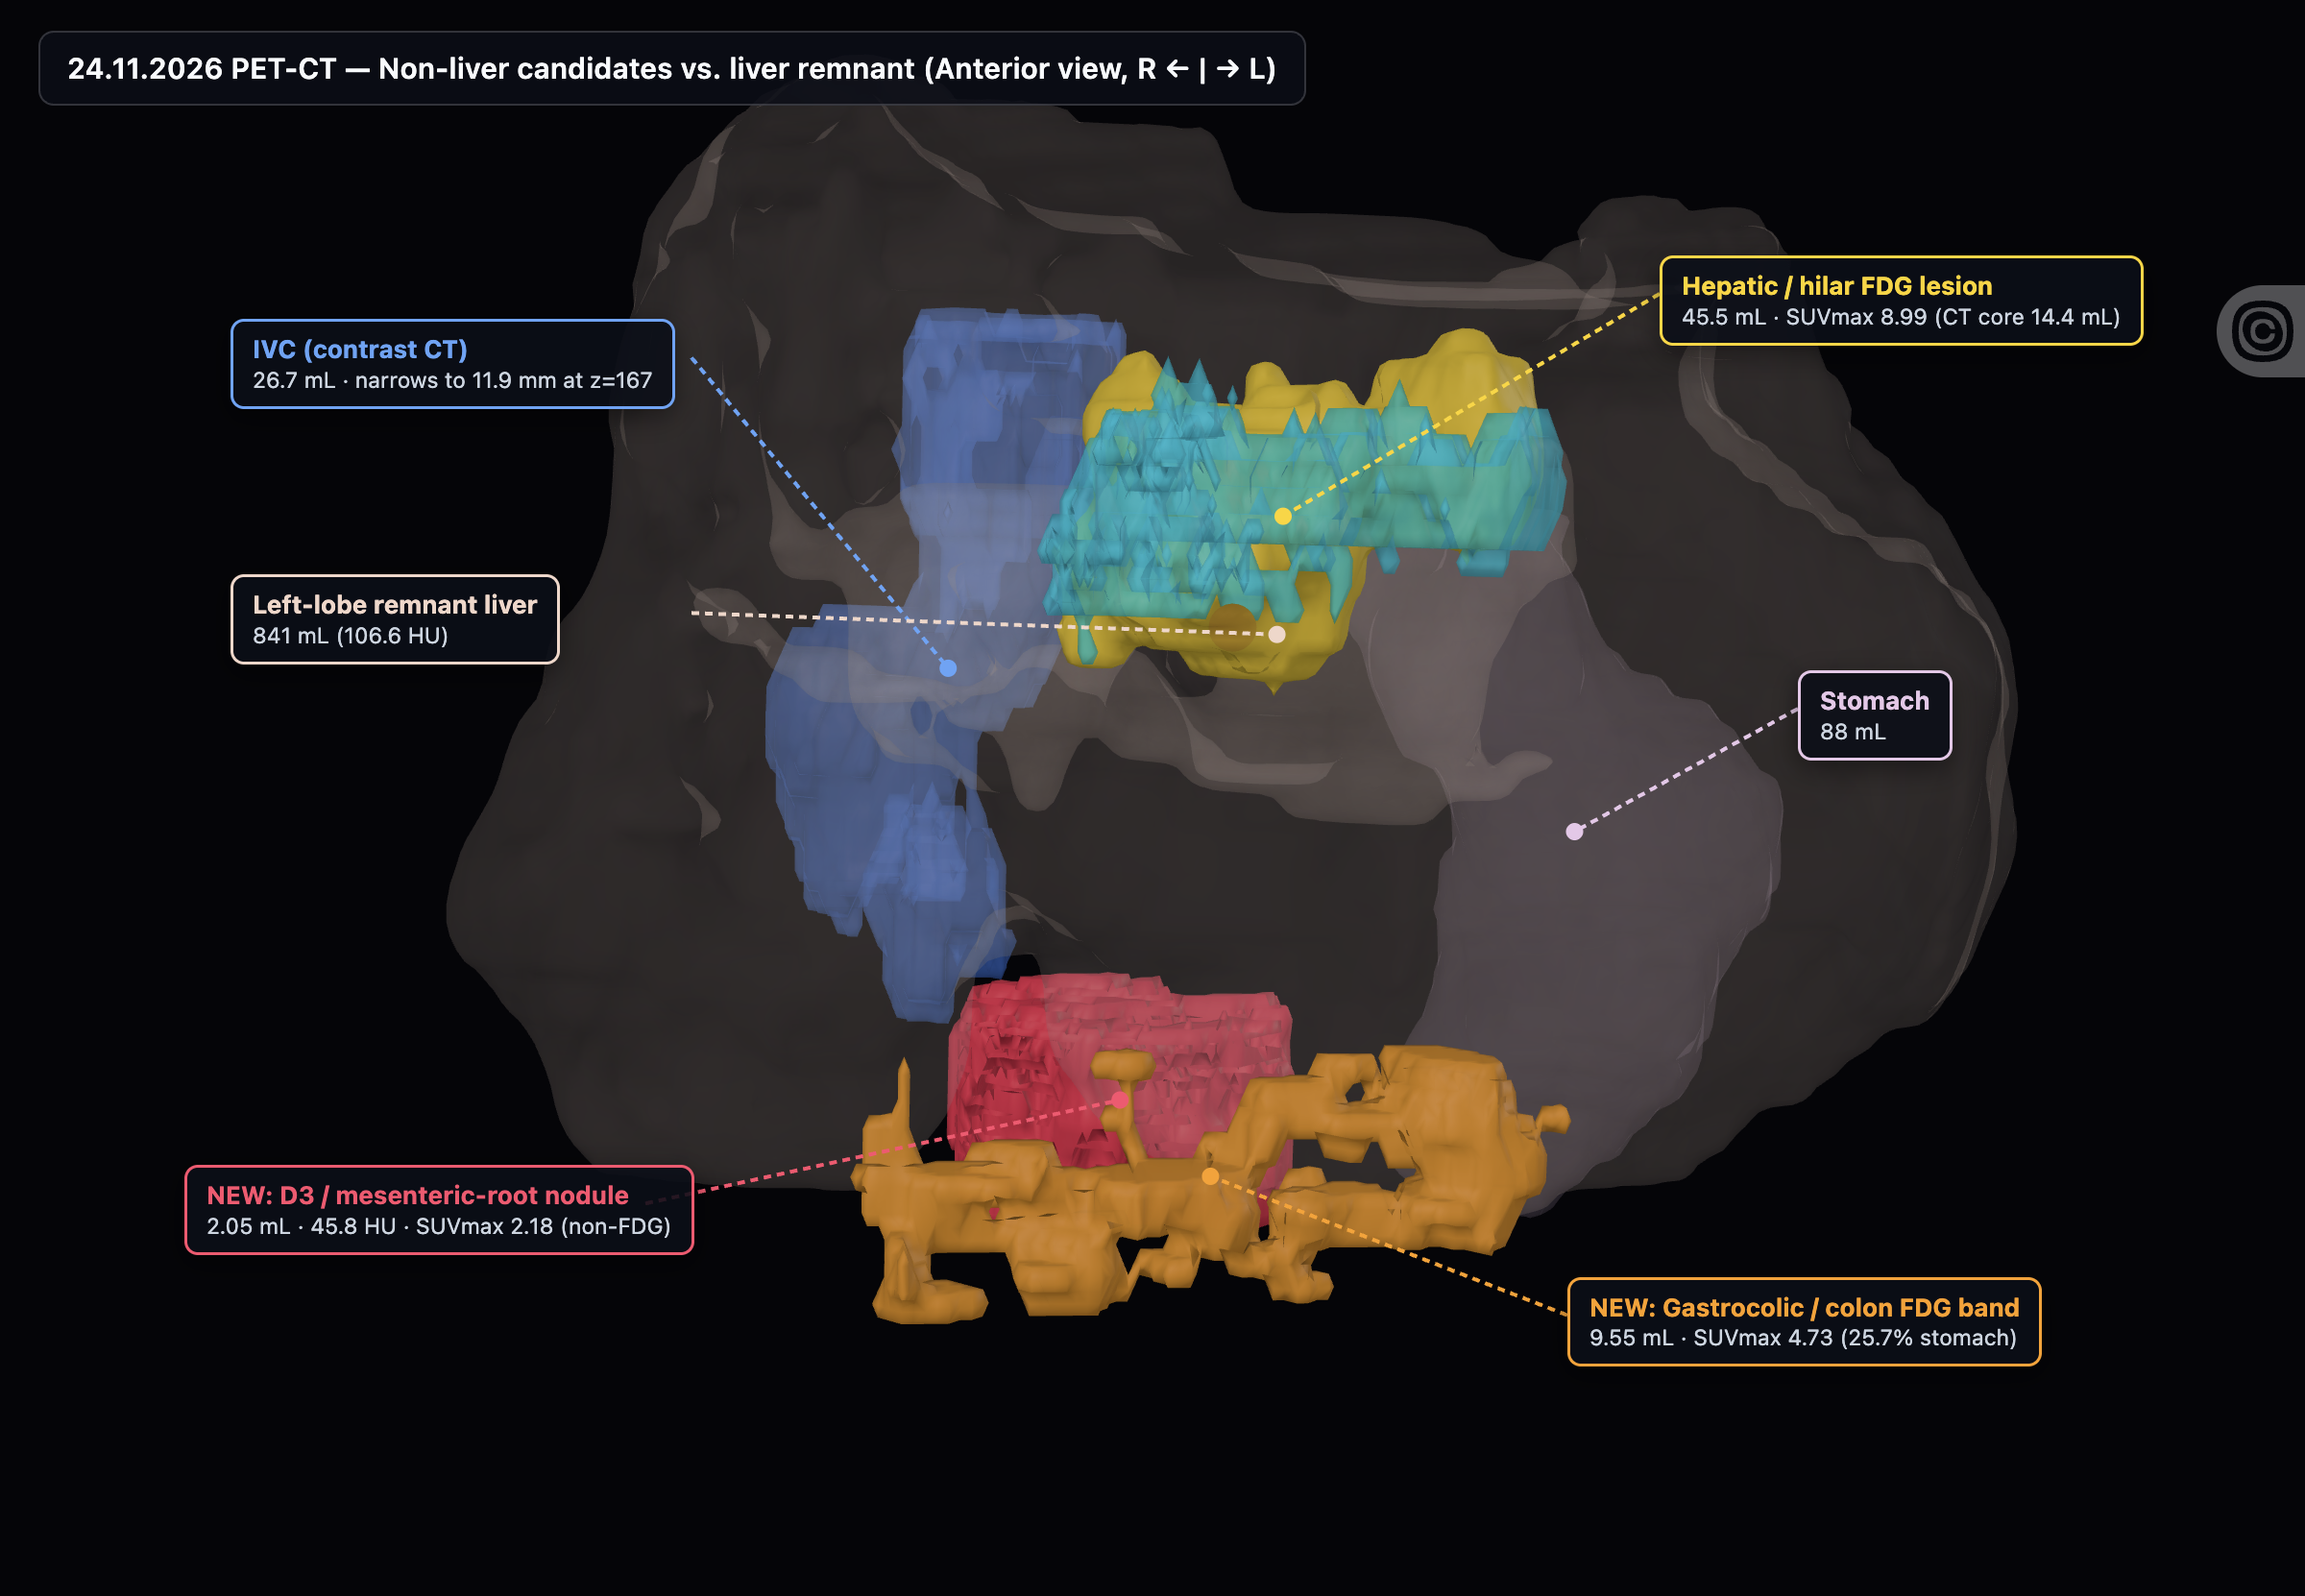 24.11.2026 PET-CT — Non-liver candidates vs. liver remnant (Anterior view, R ← | → L)
Hepatic / hilar FDG lesion
45.5 mL · SUVmax 8.99 (CT core 14.4 mL)
IVC (contrast CT)
26.7 mL · narrows to 11.9 mm at z=167
Left-lobe remnant liver
841 mL (106.6 HU)
Stomach
88 mL
NEW: D3 / mesenteric-root nodule
2.05 mL · 45.8 HU · SUVmax 2.18 (non-FDG)
NEW: Gastrocolic / colon FDG band
9.55 mL · SUVmax 4.73 (25.7% stomach)